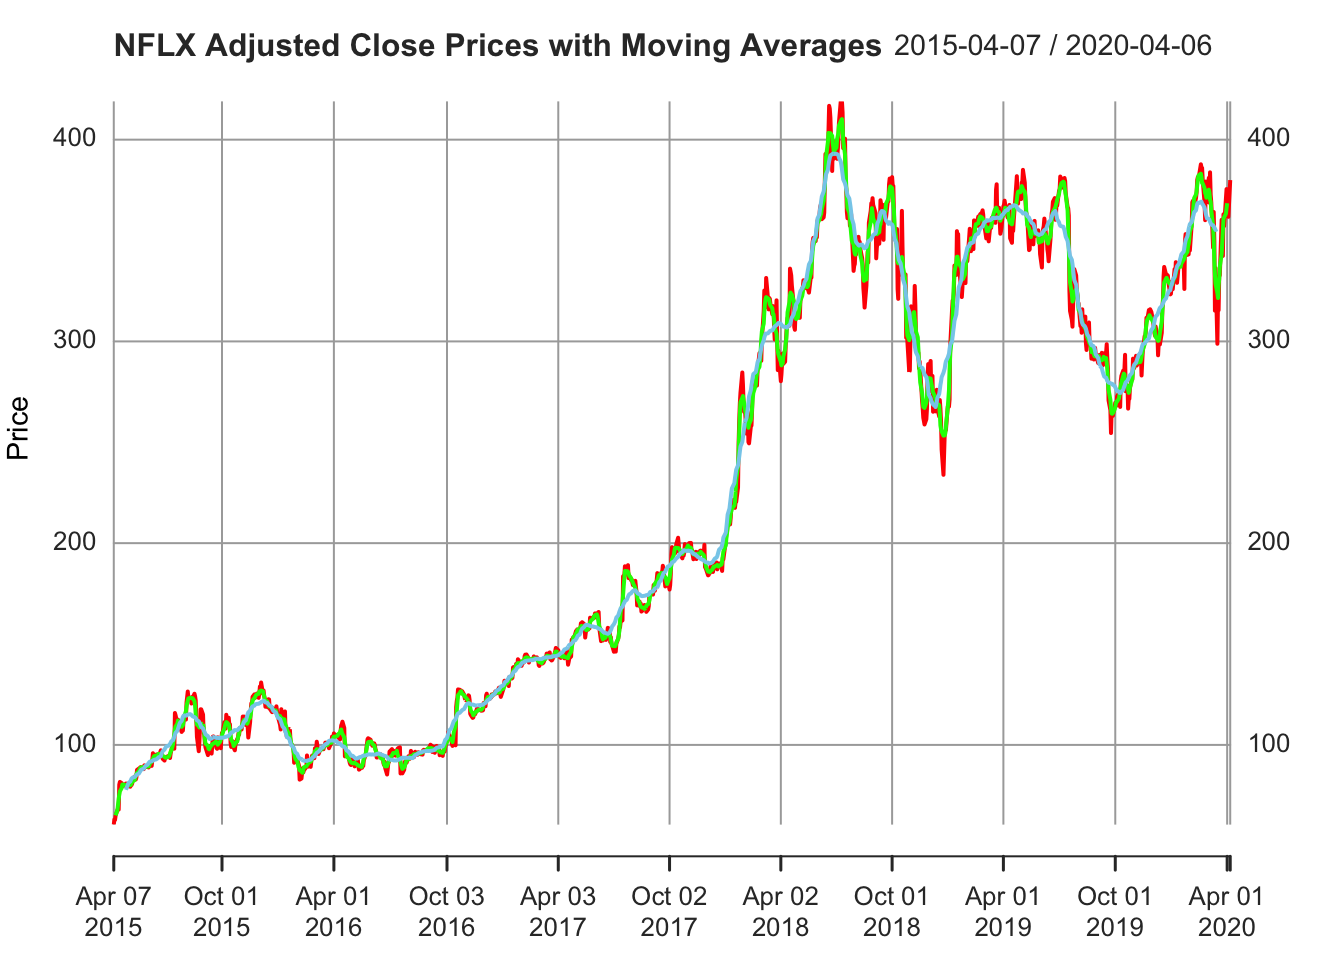 NFLX Adjusted Close Prices with Moving Averages 2015-04-07 / 2020-04-06
400 400
300 300
200 200
100 100
Price
Apr 07 Oct 01 Apr 01 Oct 03 Apr 03 Oct 02 Apr 02 Oct 01 Apr 01 Oct 01 Apr 01
2015 2015 2016 2016 2017 2017 2018 2018 2019 2019 2020